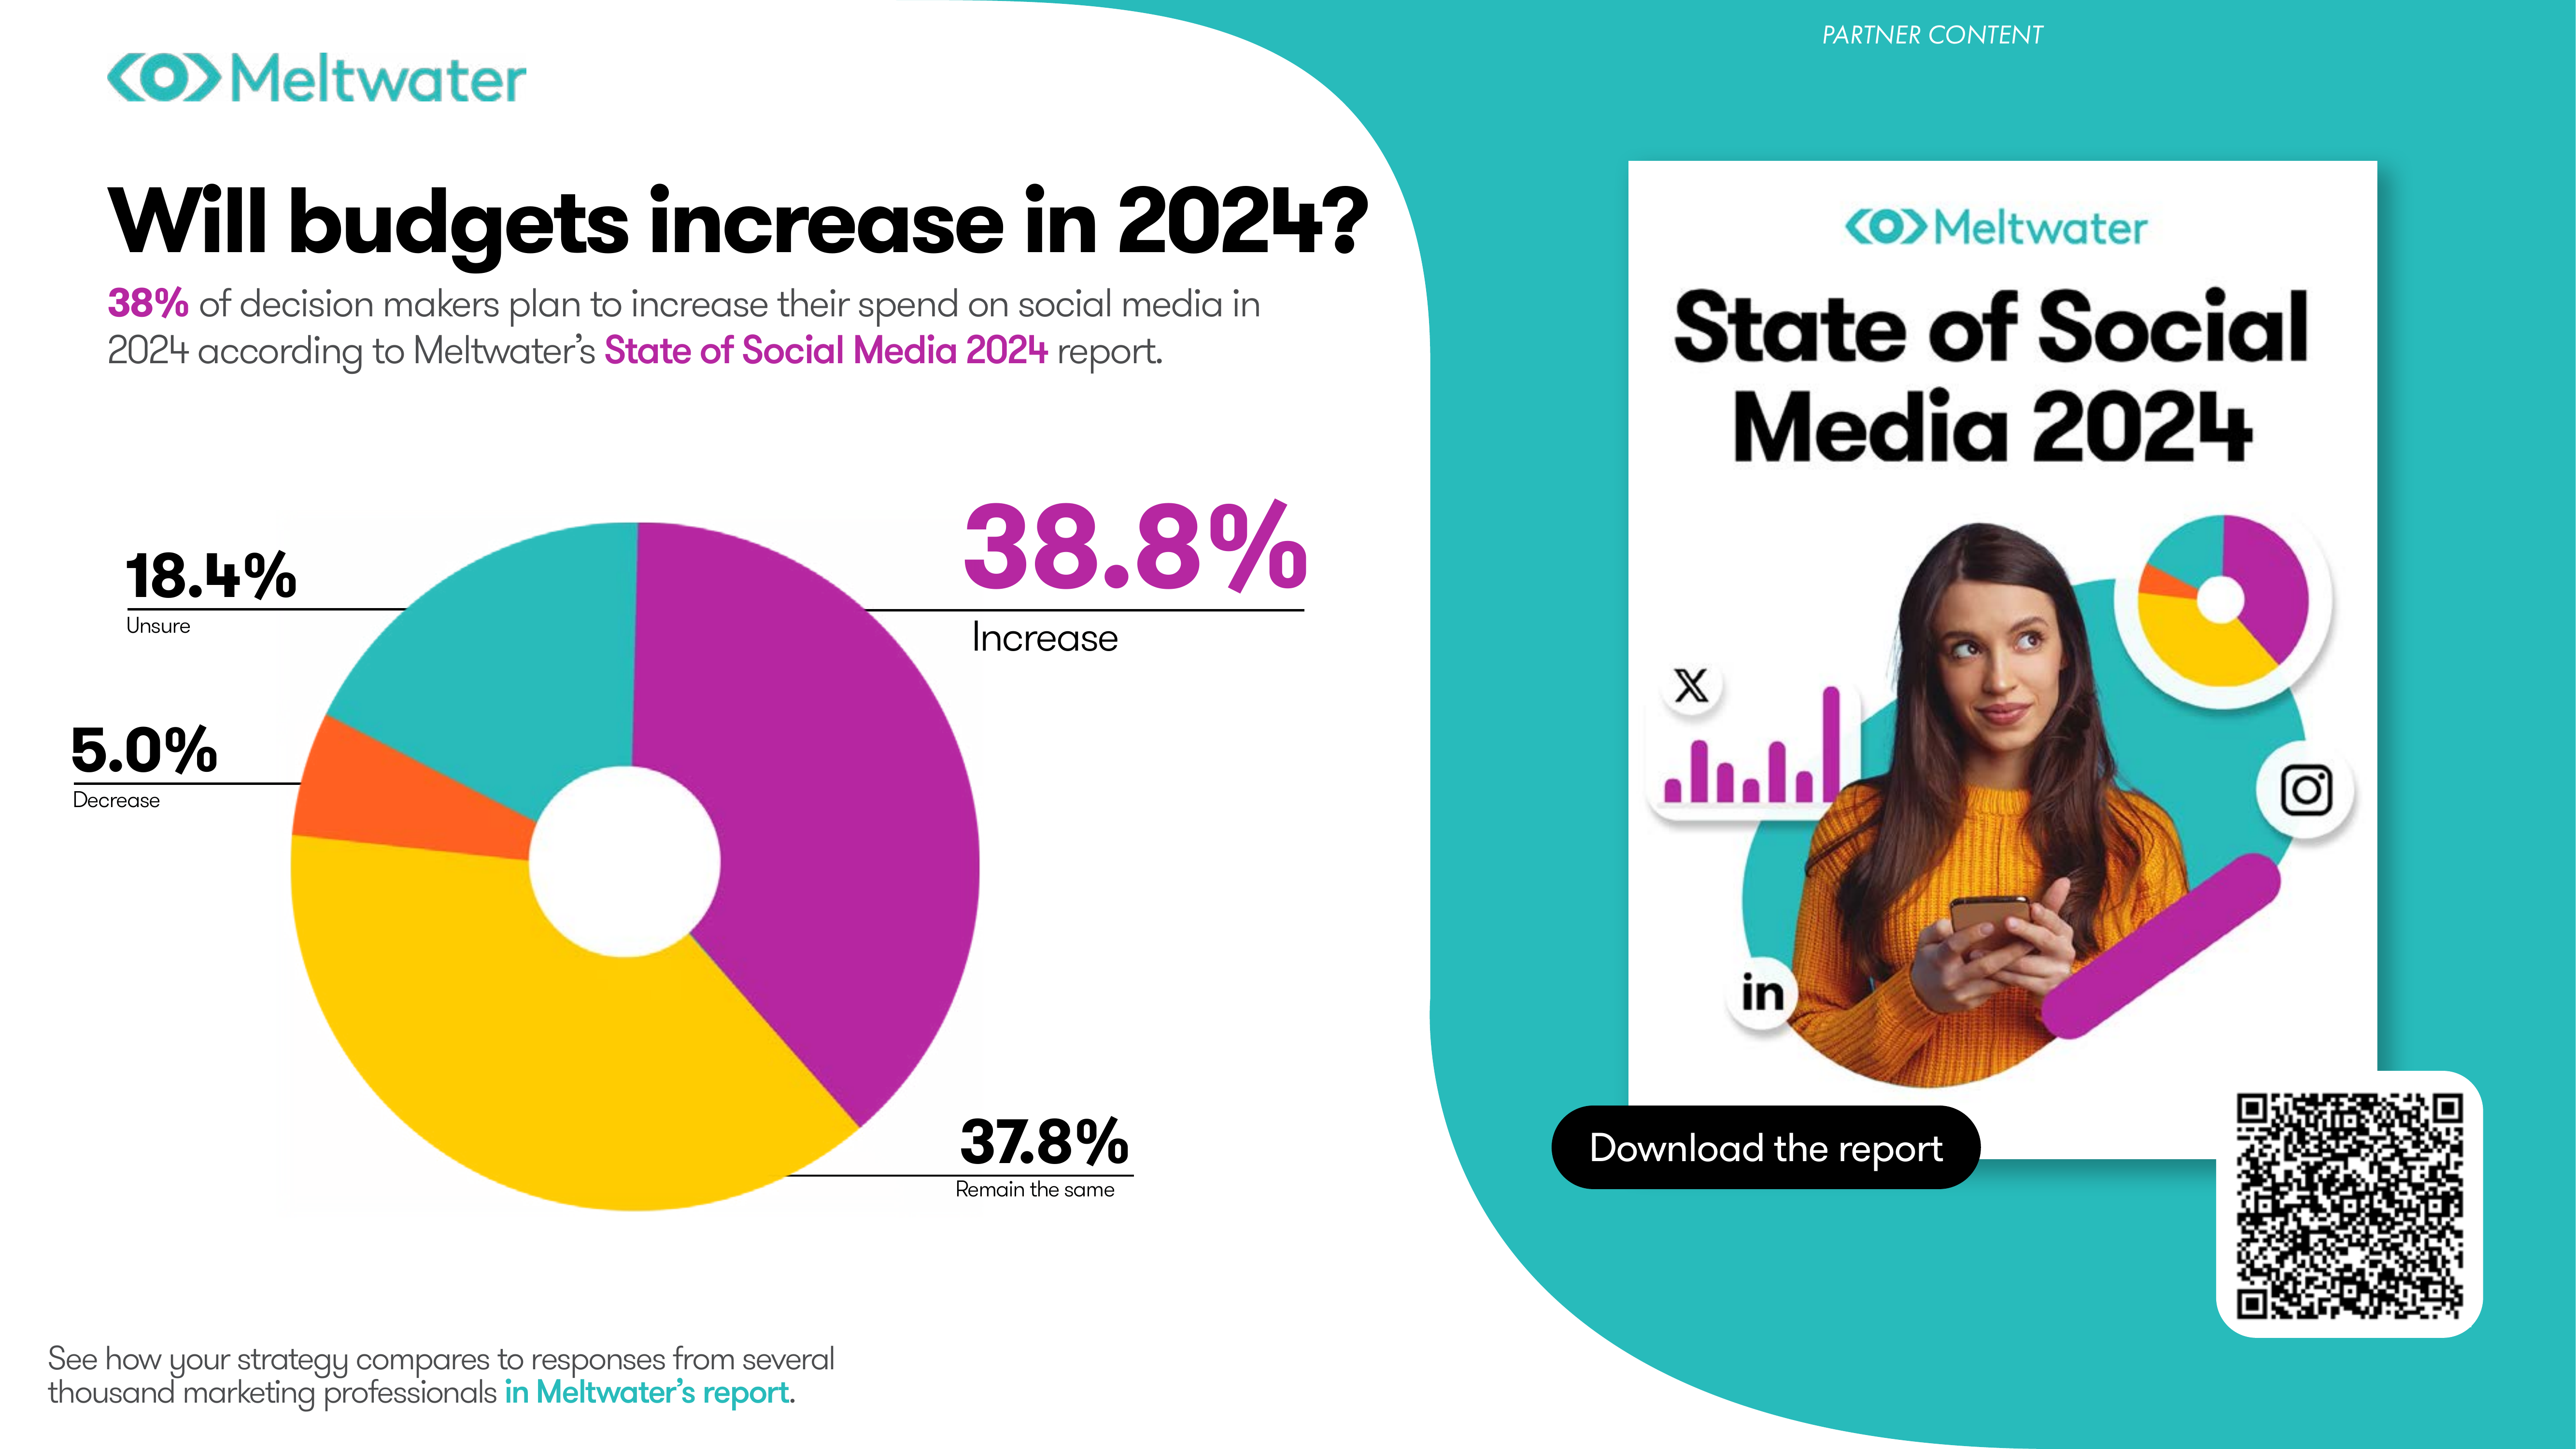 PARTNER CONTENT
Meltwater
Will budgets increase in 2024?
38% of decision makers plan to increase their spend on social media in
2024 according to Meltwater's State of Social Media 2024 report.
38.8%
Increase
18.4%
Unsure
5.0%
Decrease
37.8%
Remain the same
See how your strategy compares to responses from several
thousand marketing professionals in Meltwater's report.
Meltwater
State of Social
Media 2024
X
in
Download the report